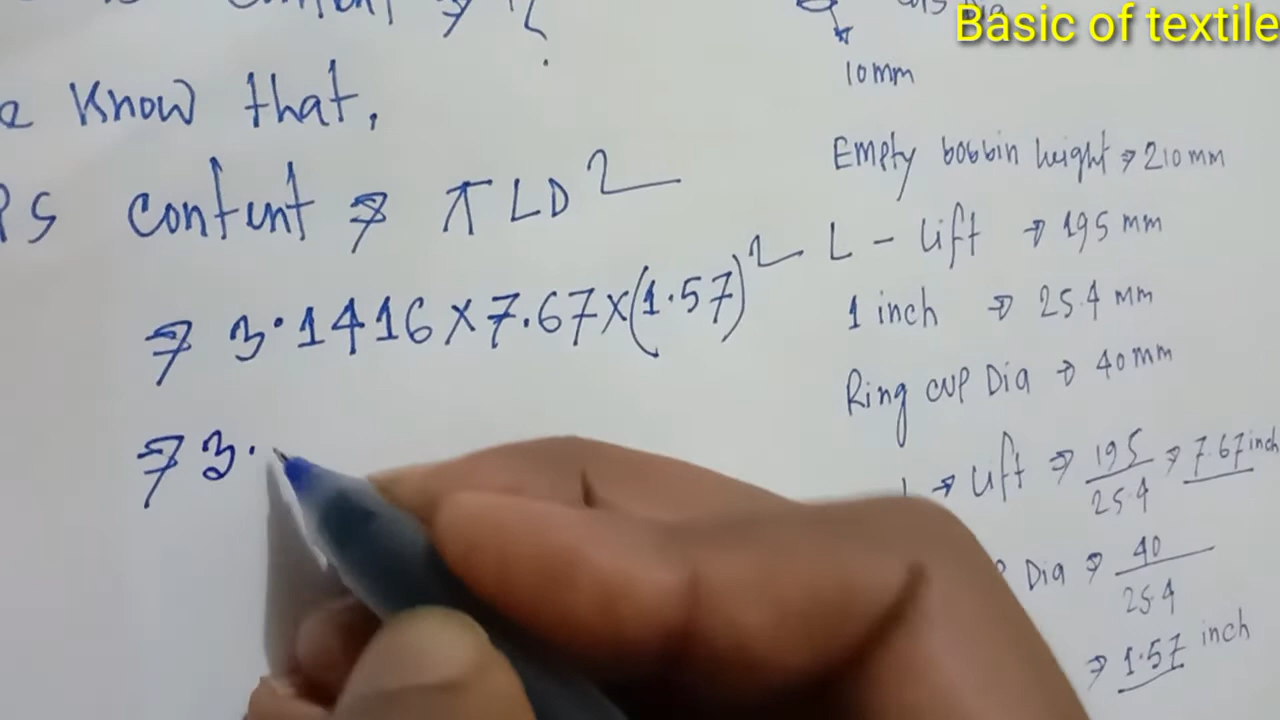 Basic of textile
content ⇒ ?
Know that,
content ⇒ πLD²
⇒ 3.1416×7.67×(1.57)²
⇒ 3.
10mm
Empty bobbin height ⇒ 210mm
L - lift ⇒ 195 mm
1 inch ⇒ 25.4 mm
Ring cup Dia ⇒ 40mm
⇒ lift ⇒ 195/25.4 ⇒ 7.67inch
Dia ⇒ 40/25.4
⇒ 1.57 inch